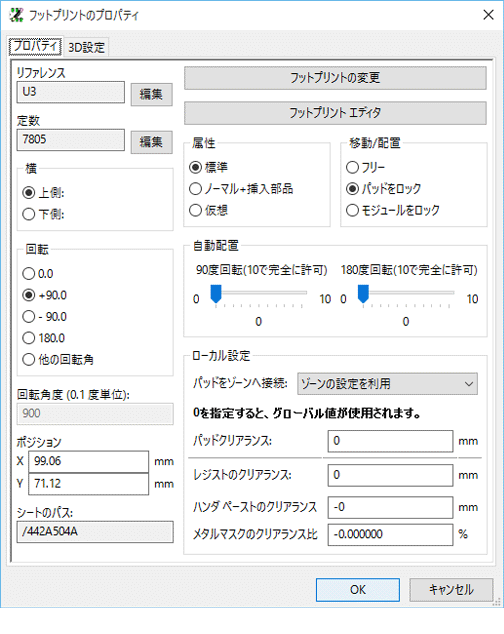 フットプリントのプロパティ
プロパティ
3D設定
リファレンス
U3
編集
定数
7805
編集
横
上側:
下側:
回転
0.0
+90.0
- 90.0
180.0
他の回転角
回転角度 (0.1 度単位):
900
ポジション
X 99.06 mm
Y 71.12 mm
シートのパス:
/442A504A
フットプリントの変更
フットプリント エディタ
属性
標準
ノーマル+挿入部品
仮想
移動/配置
フリー
パッドをロック
モジュールをロック
自動配置
90度回転(10で完全に許可)
0 10
0
180度回転(10で完全に許可)
0 10
0
ローカル設定
パッドをゾーンへ接続: ゾーンの設定を利用
0を指定すると、グローバル値が使用されます。
パッドクリアランス: 0 mm
レジストのクリアランス: 0 mm
ハンダ ペーストのクリアランス -0 mm
メタルマスクのクリアランス比 -0.000000 %
OK
キャンセル